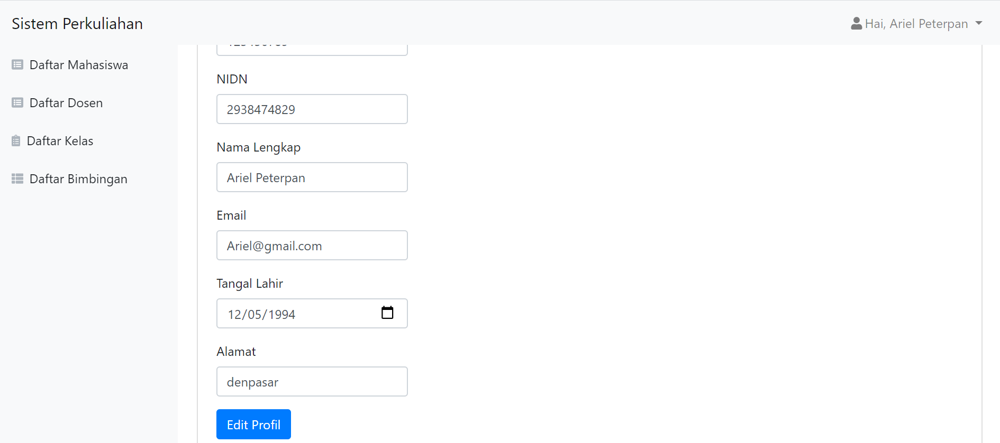 Sistem Perkuliahan
Hai, Ariel Peterpan
Daftar Mahasiswa
Daftar Dosen
Daftar Kelas
Daftar Bimbingan
NIDN
2938474829
Nama Lengkap
Ariel Peterpan
Email
Ariel@gmail.com
Tangal Lahir
12/05/1994
Alamat
denpasar
Edit Profil